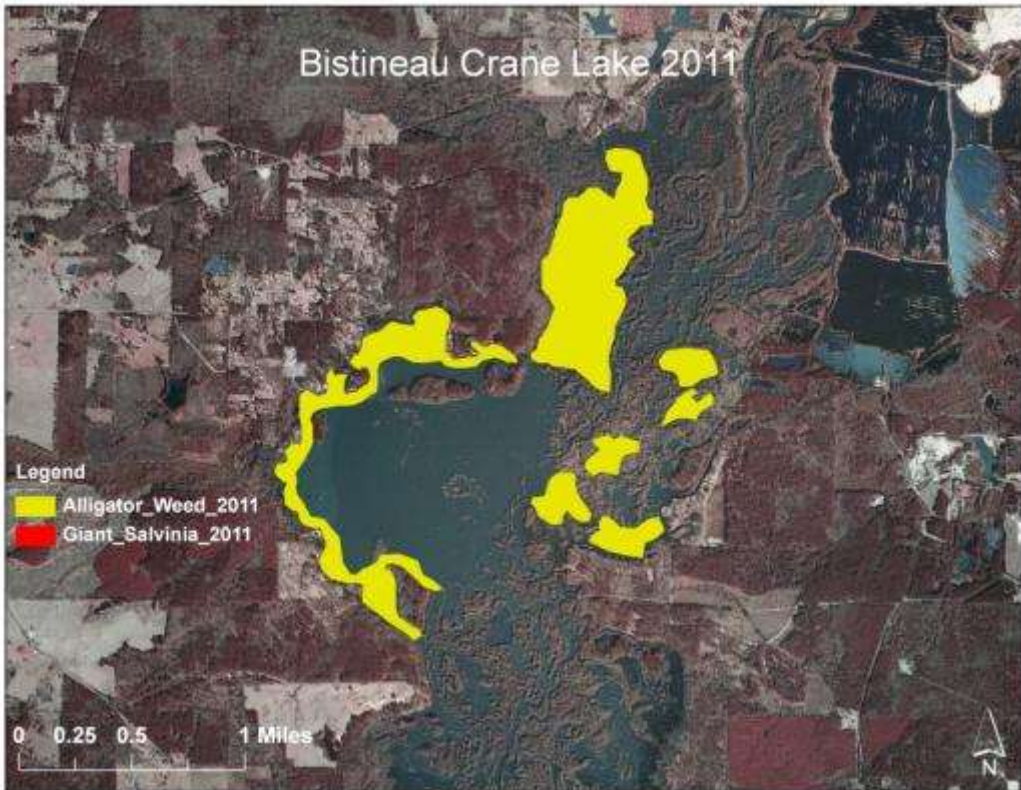 Bistineau Crane Lake 2011
Legend
Alligator_Weed_2011
Giant_Salvinia_2011
0 0.25 0.5 1 Miles
N